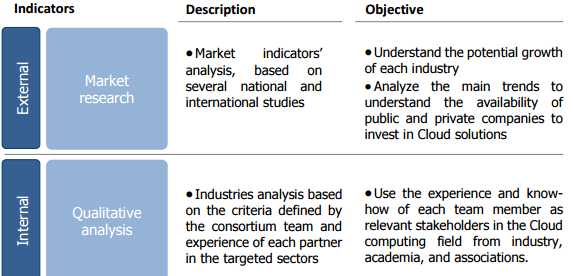 Indicators
Description
Objective
External
Market
research
• Market indicators'
analysis, based on
several national and
international studies
• Understand the potential growth
of each industry
• Analyze the main trends to
understand the availability of
public and private companies to
invest in Cloud solutions
Internal
Qualitative
analysis
• Industries analysis based
on the criteria defined by
the consortium team and
experience of each partner
in the targeted sectors
• Use the experience and know-
how of each team member as
relevant stakeholders in the Cloud
computing field from industry,
academia, and associations.